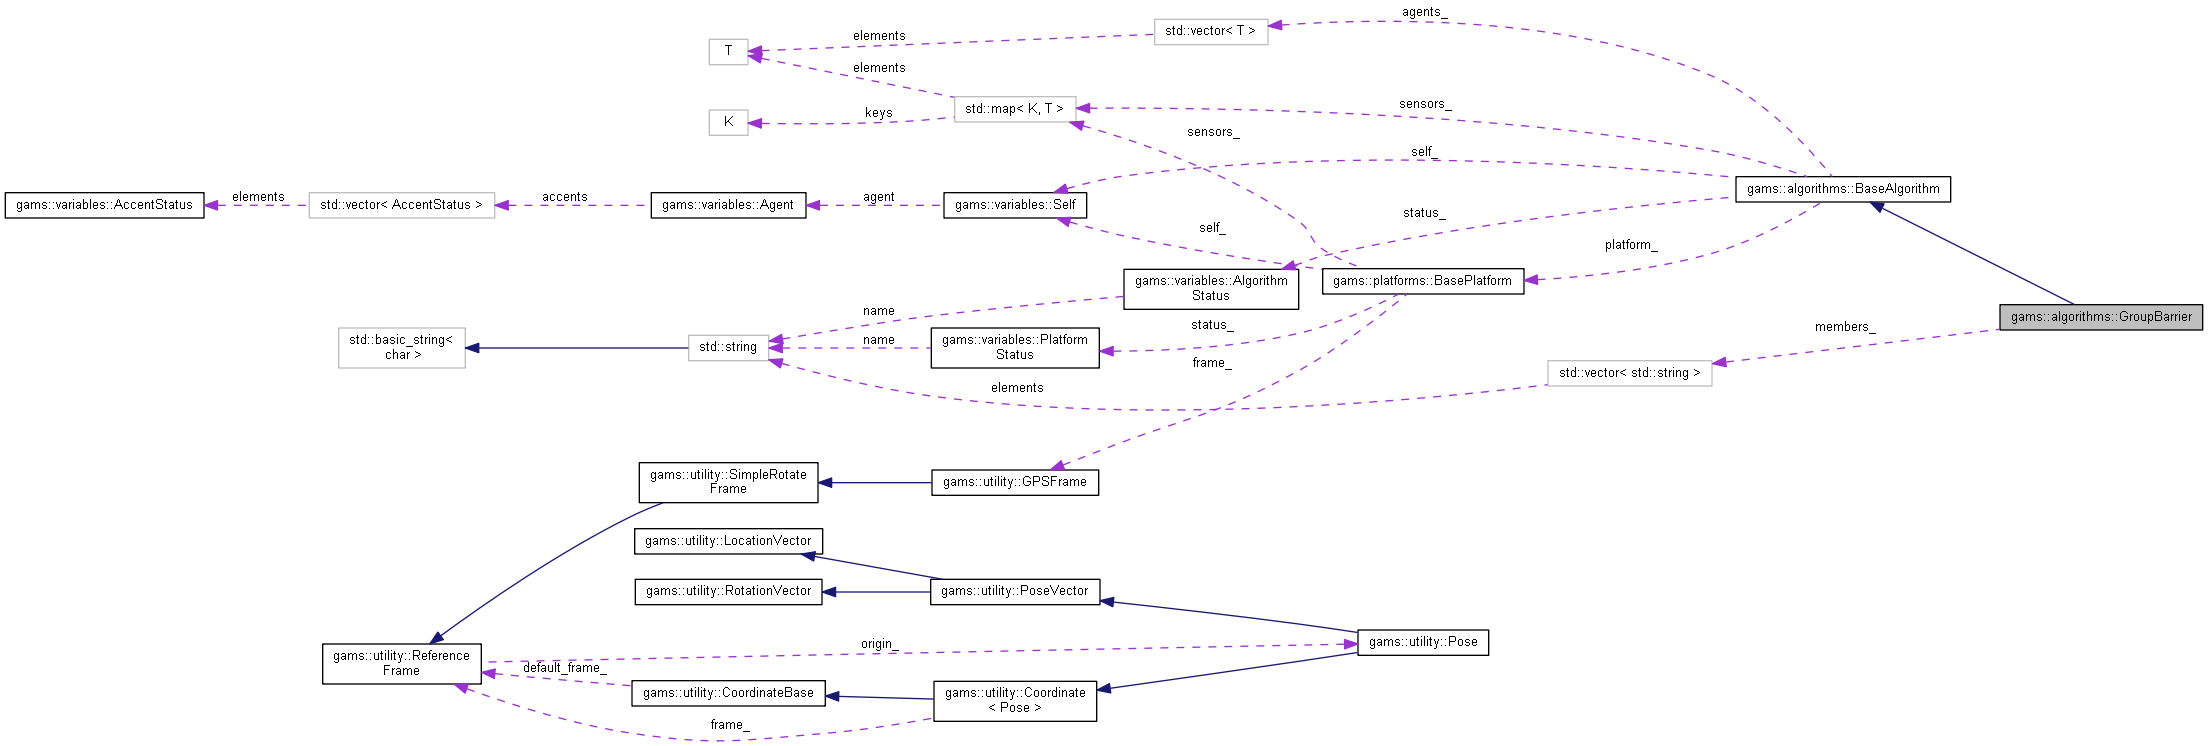 agents_
std::vector< T >
elements
T
elements
sensors_
std::map< K, T >
keys
K
sensors_
self_
gams::algorithms::BaseAlgorithm
gams::variables::AccentStatus
elements
std::vector< AccentStatus >
accents
gams::variables::Agent
agent
gams::variables::Self
status_
self_
platform_
gams::variables::Algorithm
Status
gams::platforms::BasePlatform
name
gams::algorithms::GroupBarrier
members_
status_
std::basic_string<
char >
std::string
name
gams::variables::Platform
Status
frame_
std::vector< std::string >
elements
gams::utility::SimpleRotate
Frame
gams::utility::GPSFrame
gams::utility::LocationVector
gams::utility::RotationVector
gams::utility::PoseVector
gams::utility::Reference
Frame
origin_
gams::utility::Pose
default_frame_
gams::utility::CoordinateBase
gams::utility::Coordinate
< Pose >
frame_